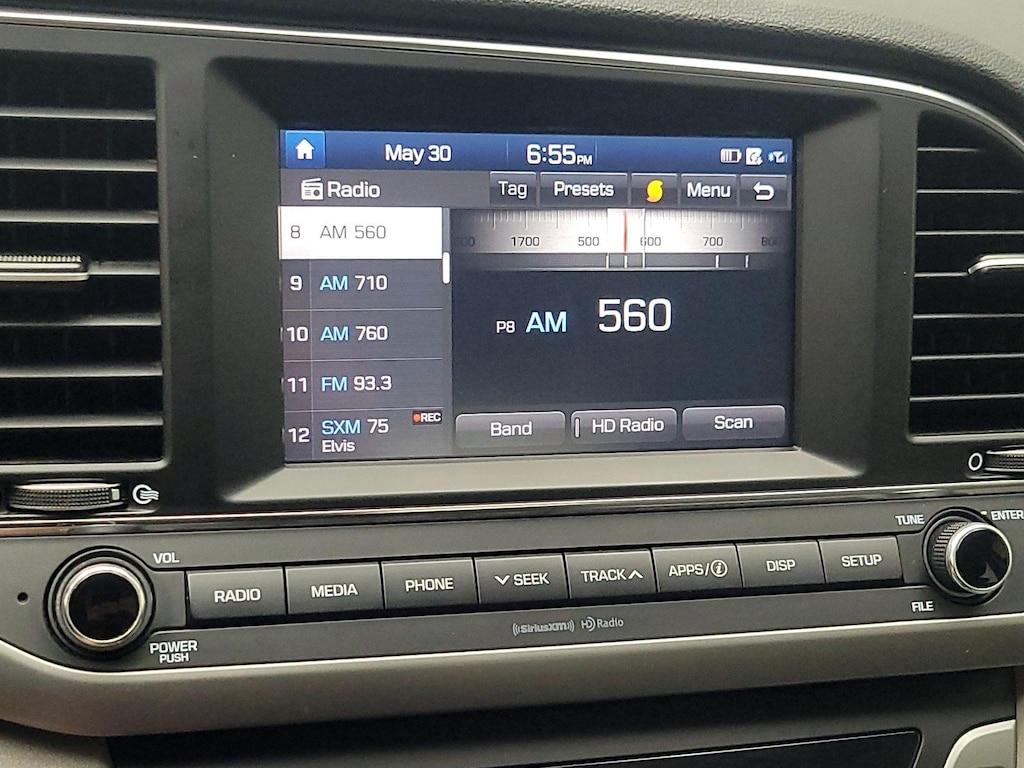 May 30 6:55PM
Radio Tag Presets Menu
8 AM 560
9 AM 710
10 AM 760
11 FM 93.3
12 SXM 75 REC
Elvis
1700 500 600 700
P8 AM 560
Band HD Radio Scan
VOL
POWER
PUSH
RADIO MEDIA PHONE SEEK TRACK APPS/i DISP SETUP
TUNE ENTER
FILE
((SiriusXM)) HD Radio